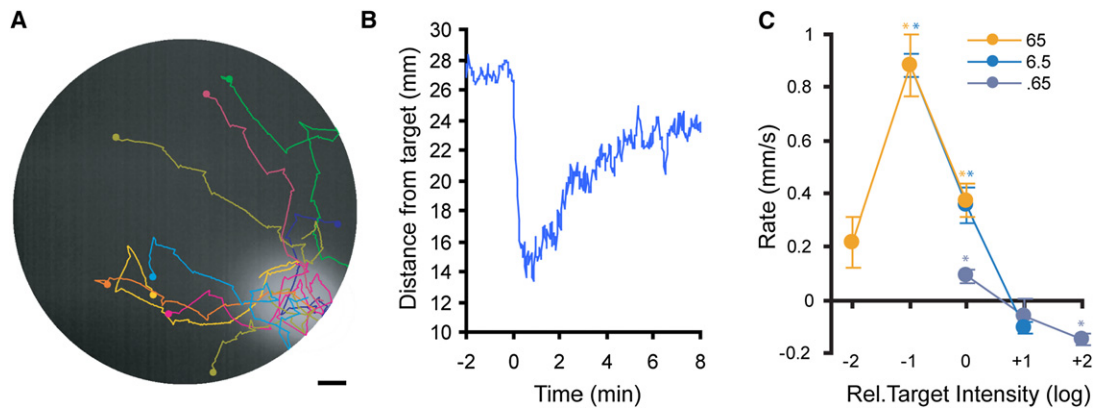 A
B
C
Distance from target (mm)
30
28
26
24
22
20
18
16
14
12
10
-2 0 2 4 6 8
Time (min)
Rate (mm/s)
1
0.8
0.6
0.4
0.2
0
-0.2
* *
* *
*
*
65
6.5
.65
-2 -1 0 +1 +2
Rel.Target Intensity (log)